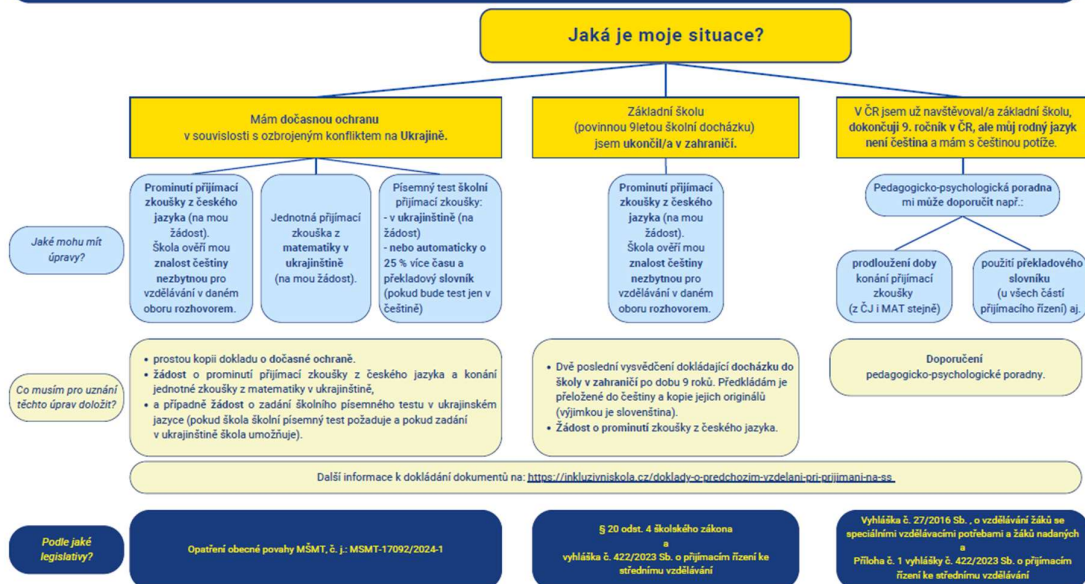 Jaká je moje situace?
Mám dočasnou ochranu
v souvislosti s ozbrojeným konfliktem na Ukrajině.
Základní školu
(povinnou 9letou školní docházku)
jsem ukončil/a v zahraničí.
V ČR jsem už navštěvoval/a základní školu,
dokončuji 9. ročník v ČR, ale můj rodný jazyk
není čeština a mám s češtinou potíže.
Jaké mohu mít
úpravy?
Prominutí přijímací
zkoušky z českého
jazyka (na mou
žádost).
Škola ověří mou
znalost češtiny
nezbytnou pro
vzdělávání v daném
oboru rozhovorem.
Jednotná přijímací
zkouška z
matematiky v
ukrajinštině
(na mou žádost).
Písemný test školní
přijímací zkoušky:
- v ukrajinštině (na
žádost)
- nebo automaticky o
25 % více času a
překladový slovník
(pokud bude test jen v
češtině)
Prominutí přijímací
zkoušky z českého
jazyka (na mou
žádost).
Škola ověří mou
znalost češtiny
nezbytnou pro
vzdělávání v daném
oboru rozhovorem.
Pedagogicko-psychologická poradna
mi může doporučit např.:
prodloužení doby
konání přijímací
zkoušky
(z ČJ i MAT stejně)
použití překladového
slovníku
(u všech částí
přijímacího řízení) aj.
Co musím pro uznání
těchto úprav doložit?
• prostou kopii dokladu o dočasné ochraně.
• žádost o prominutí přijímací zkoušky z českého jazyka a konání
jednotné zkoušky z matematiky v ukrajinštině,
• a případně žádost o zadání školního písemného testu v ukrajinském
jazyce (pokud škola školní písemný test požaduje a pokud zadání
v ukrajinštině škola umožňuje).
• Dvě poslední vysvědčení dokládající docházku do
školy v zahraničí po dobu 9 roků. Předkládám je
přeložené do češtiny a kopie jejich originálů
(výjimkou je slovenština).
• Žádost o prominutí zkoušky z českého jazyka.
Doporučení
pedagogicko-psychologické poradny.
Další informace k dokládání dokumentů na: https://inkluzivniskola.cz/doklady-o-predchozim-vzdelani-pri-prijimani-na-ss
Podle jaké
legislativy?
Opatření obecné povahy MŠMT, č. j.: MSMT-17092/2024-1
§ 20 odst. 4 školského zákona
a
vyhláška č. 422/2023 Sb. o přijímacím řízení ke
střednímu vzdělávání
Vyhláška č. 27/2016 Sb. , o vzdělávání žáků se
speciálními vzdělávacími potřebami a žáků nadaných
a
Příloha č. 1 vyhlášky č. 422/2023 Sb. o přijímacím
řízení ke střednímu vzdělávání